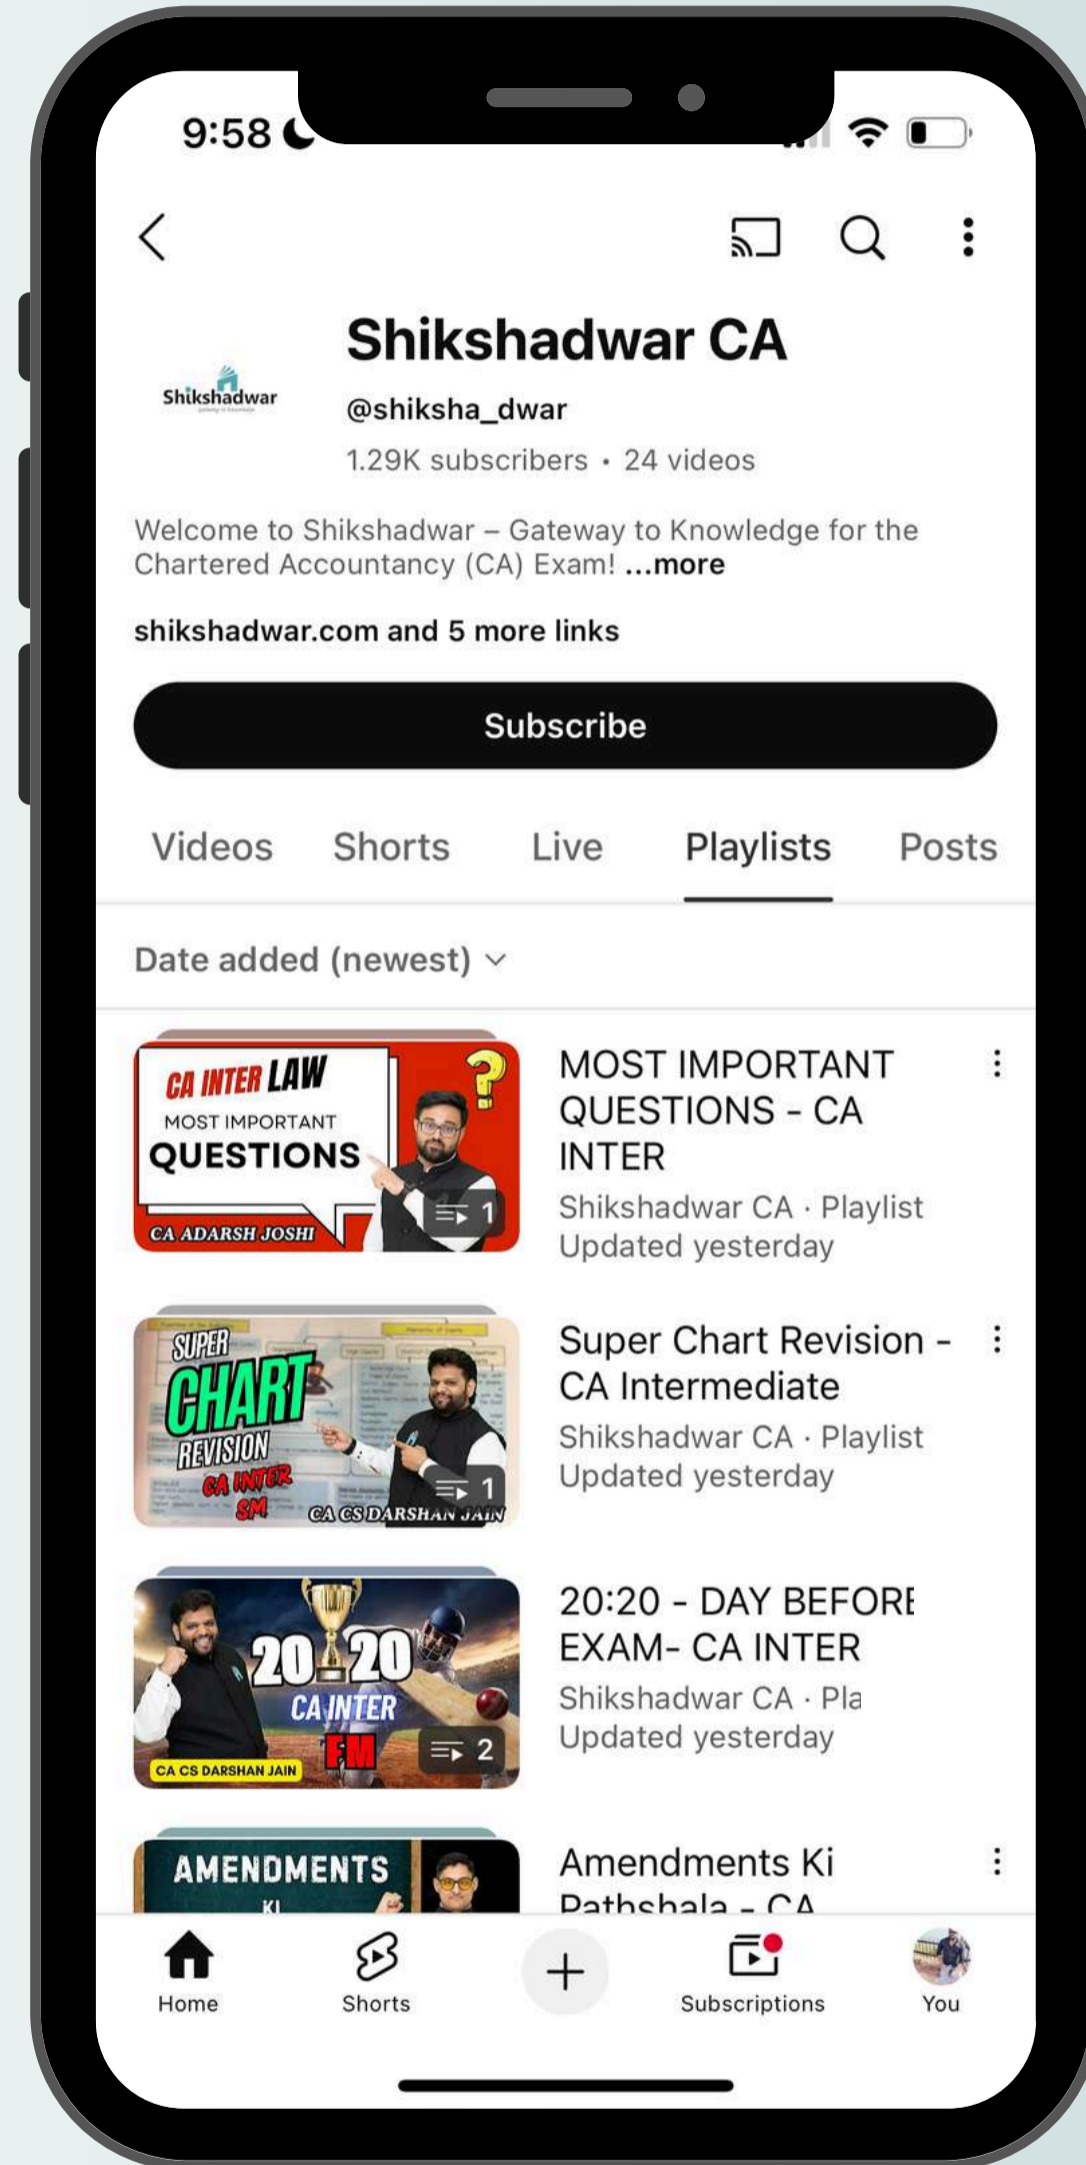 9:58
Shikshadwar
Shikshadwar CA
@shiksha_dwar
1.29K subscribers • 24 videos
Welcome to Shikshadwar – Gateway to Knowledge for the
Chartered Accountancy (CA) Exam! ...more
shikshadwar.com and 5 more links
Subscribe
Videos Shorts Live Playlists Posts
Date added (newest)
CA INTER LAW
MOST IMPORTANT
QUESTIONS
CA ADARSH JOSHI
1
MOST IMPORTANT
QUESTIONS - CA
INTER
Shikshadwar CA · Playlist
Updated yesterday
SUPER
CHART
REVISION
CA INTER
SM
CA CS DARSHAN JAIN
1
Super Chart Revision -
CA Intermediate
Shikshadwar CA · Playlist
Updated yesterday
20 20
CA INTER
FM
CA CS DARSHAN JAIN
2
20:20 - DAY BEFORE
EXAM- CA INTER
Shikshadwar CA · Pla
Updated yesterday
AMENDMENTS
KI
Amendments Ki
Pathshala - CA
Home Shorts Subscriptions You